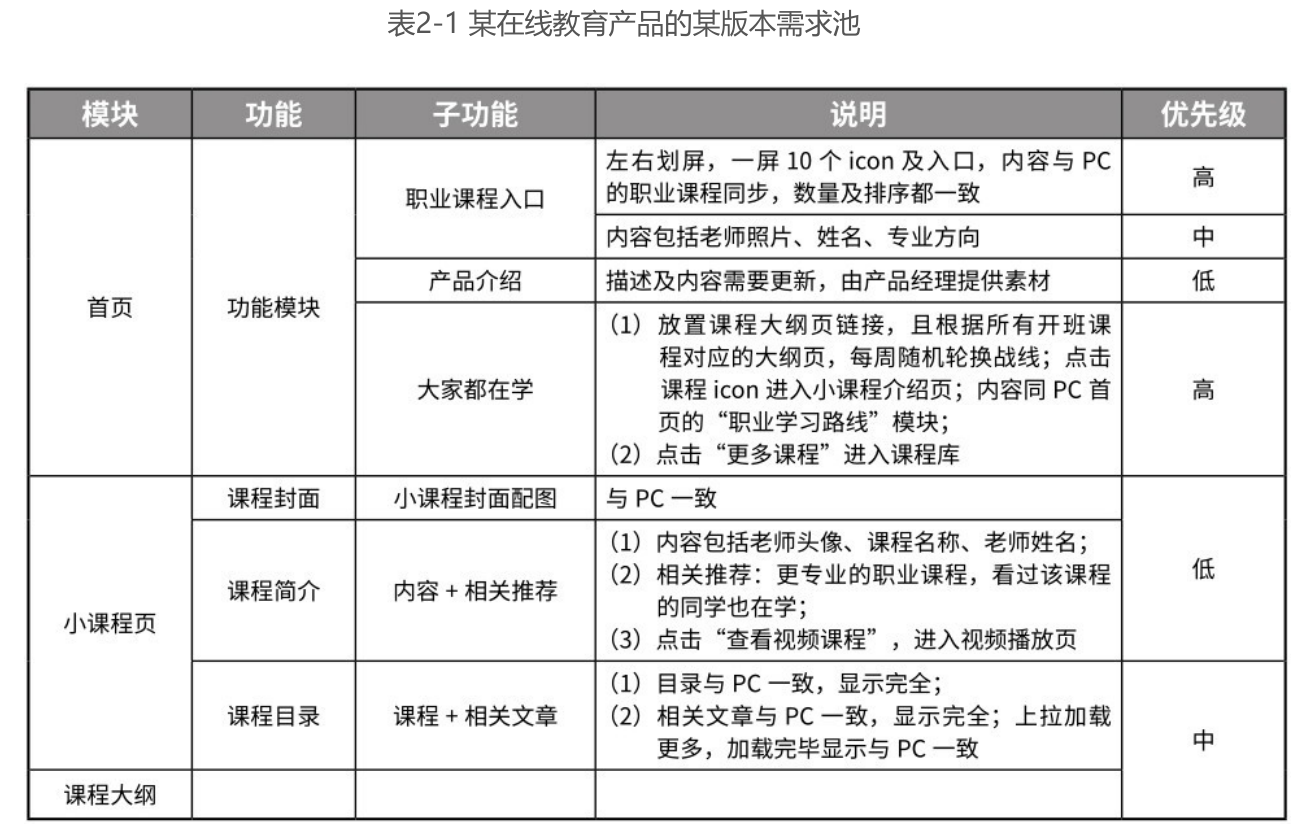 表2-1 某在线教育产品的某版本需求池
模块 功能 子功能 说明 优先级
首页
功能模块
职业课程入口
左右划屏，一屏 10 个 icon 及入口，内容与 PC
的职业课程同步，数量及排序都一致
高
内容包括老师照片、姓名、专业方向
中
产品介绍
描述及内容需要更新，由产品经理提供素材
低
大家都在学
（1）放置课程大纲页链接，且根据所有开班课
程对应的大纲页，每周随机轮换战线；点击
课程 icon 进入小课程介绍页；内容同 PC 首
页的“职业学习路线”模块；
（2）点击“更多课程”进入课程库
高
小课程页
课程封面
小课程封面配图
与 PC 一致
低
课程简介
内容 + 相关推荐
（1）内容包括老师头像、课程名称、老师姓名；
（2）相关推荐：更专业的职业课程，看过该课程
的同学也在学；
（3）点击“查看视频课程”，进入视频播放页
课程目录
课程 + 相关文章
（1）目录与 PC 一致，显示完全；
（2）相关文章与 PC 一致，显示完全；上拉加载
更多，加载完毕显示与 PC 一致
中
课程大纲